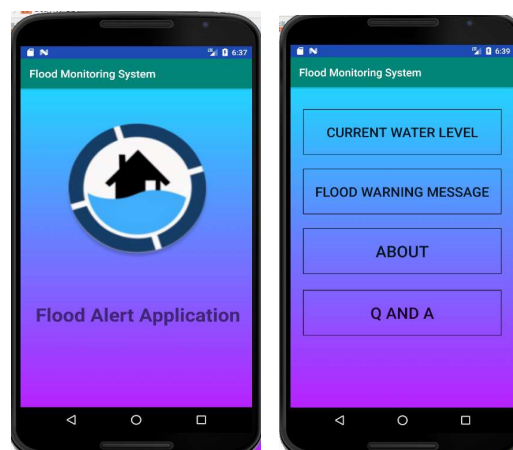 6:37
Flood Monitoring System
Flood Alert Application
6:39
Flood Monitoring System
CURRENT WATER LEVEL
FLOOD WARNING MESSAGE
ABOUT
Q AND A